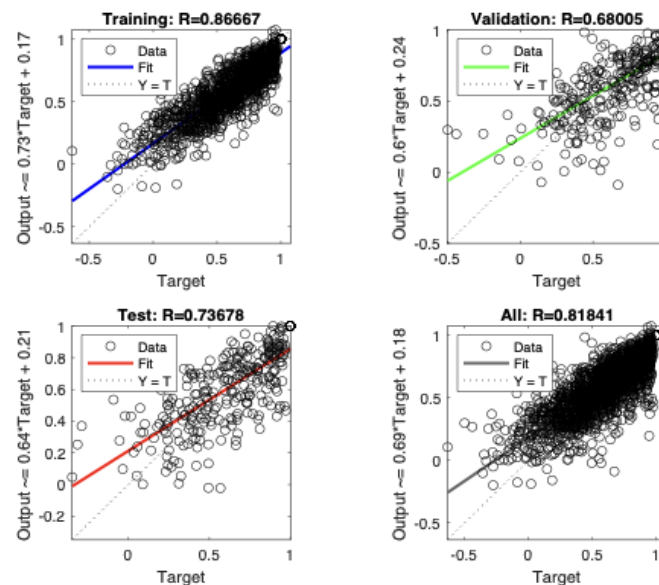 Training: R=0.86667
Output ~= 0.73*Target + 0.17
1
0.5
0
-0.5
Data
Fit
Y = T
-0.5
0
0.5
1
Target
Validation: R=0.68005
Output ~= 0.6*Target + 0.24
1
0.5
0
-0.5
Data
Fit
Y = T
-0.5
0
0.5
Target
Test: R=0.73678
Output ~= 0.64*Target + 0.21
1
0.8
0.6
0.4
0.2
0
-0.2
Data
Fit
Y = T
0
0.5
1
Target
All: R=0.81841
Output ~= 0.69*Target + 0.18
1
0.5
0
-0.5
Data
Fit
Y = T
-0.5
0
0.5
1
Target